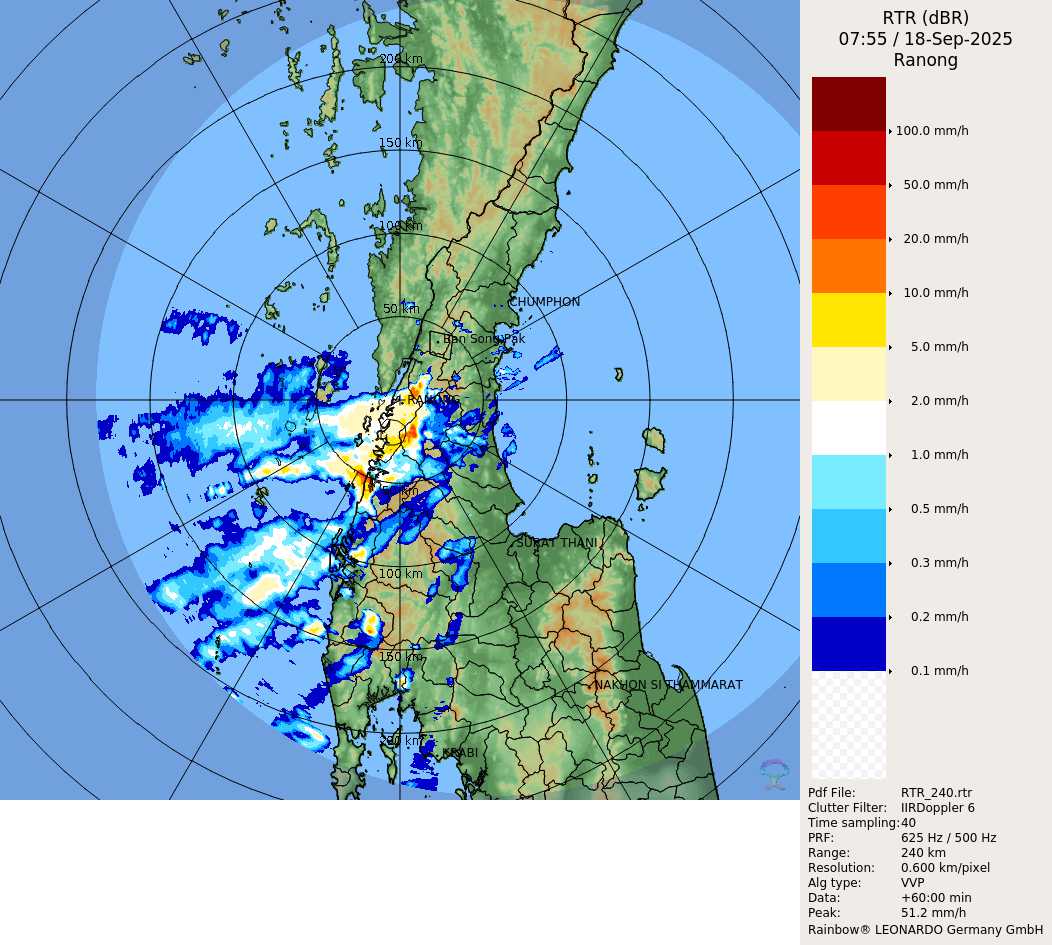 RTR (dBR)
07:55 / 18-Sep-2025
Ranong
100.0 mm/h
50.0 mm/h
20.0 mm/h
10.0 mm/h
5.0 mm/h
2.0 mm/h
1.0 mm/h
0.5 mm/h
0.3 mm/h
0.2 mm/h
0.1 mm/h
Pdf File: RTR_240.rtr
Clutter Filter: IIRDoppler 6
Time sampling: 40
PRF: 625 Hz / 500 Hz
Range: 240 km
Resolution: 0.600 km/pixel
Alg type: VVP
Data: +60:00 min
Peak: 51.2 mm/h
Rainbow® LEONARDO Germany GmbH
200 km
150 km
100 km
CHUMPHON
50 km
Ban Song Pak
RANONG
50 km
SURAT THANI
100 km
150 km
NAKHON SI THAMMARAT
200 km
KRABI